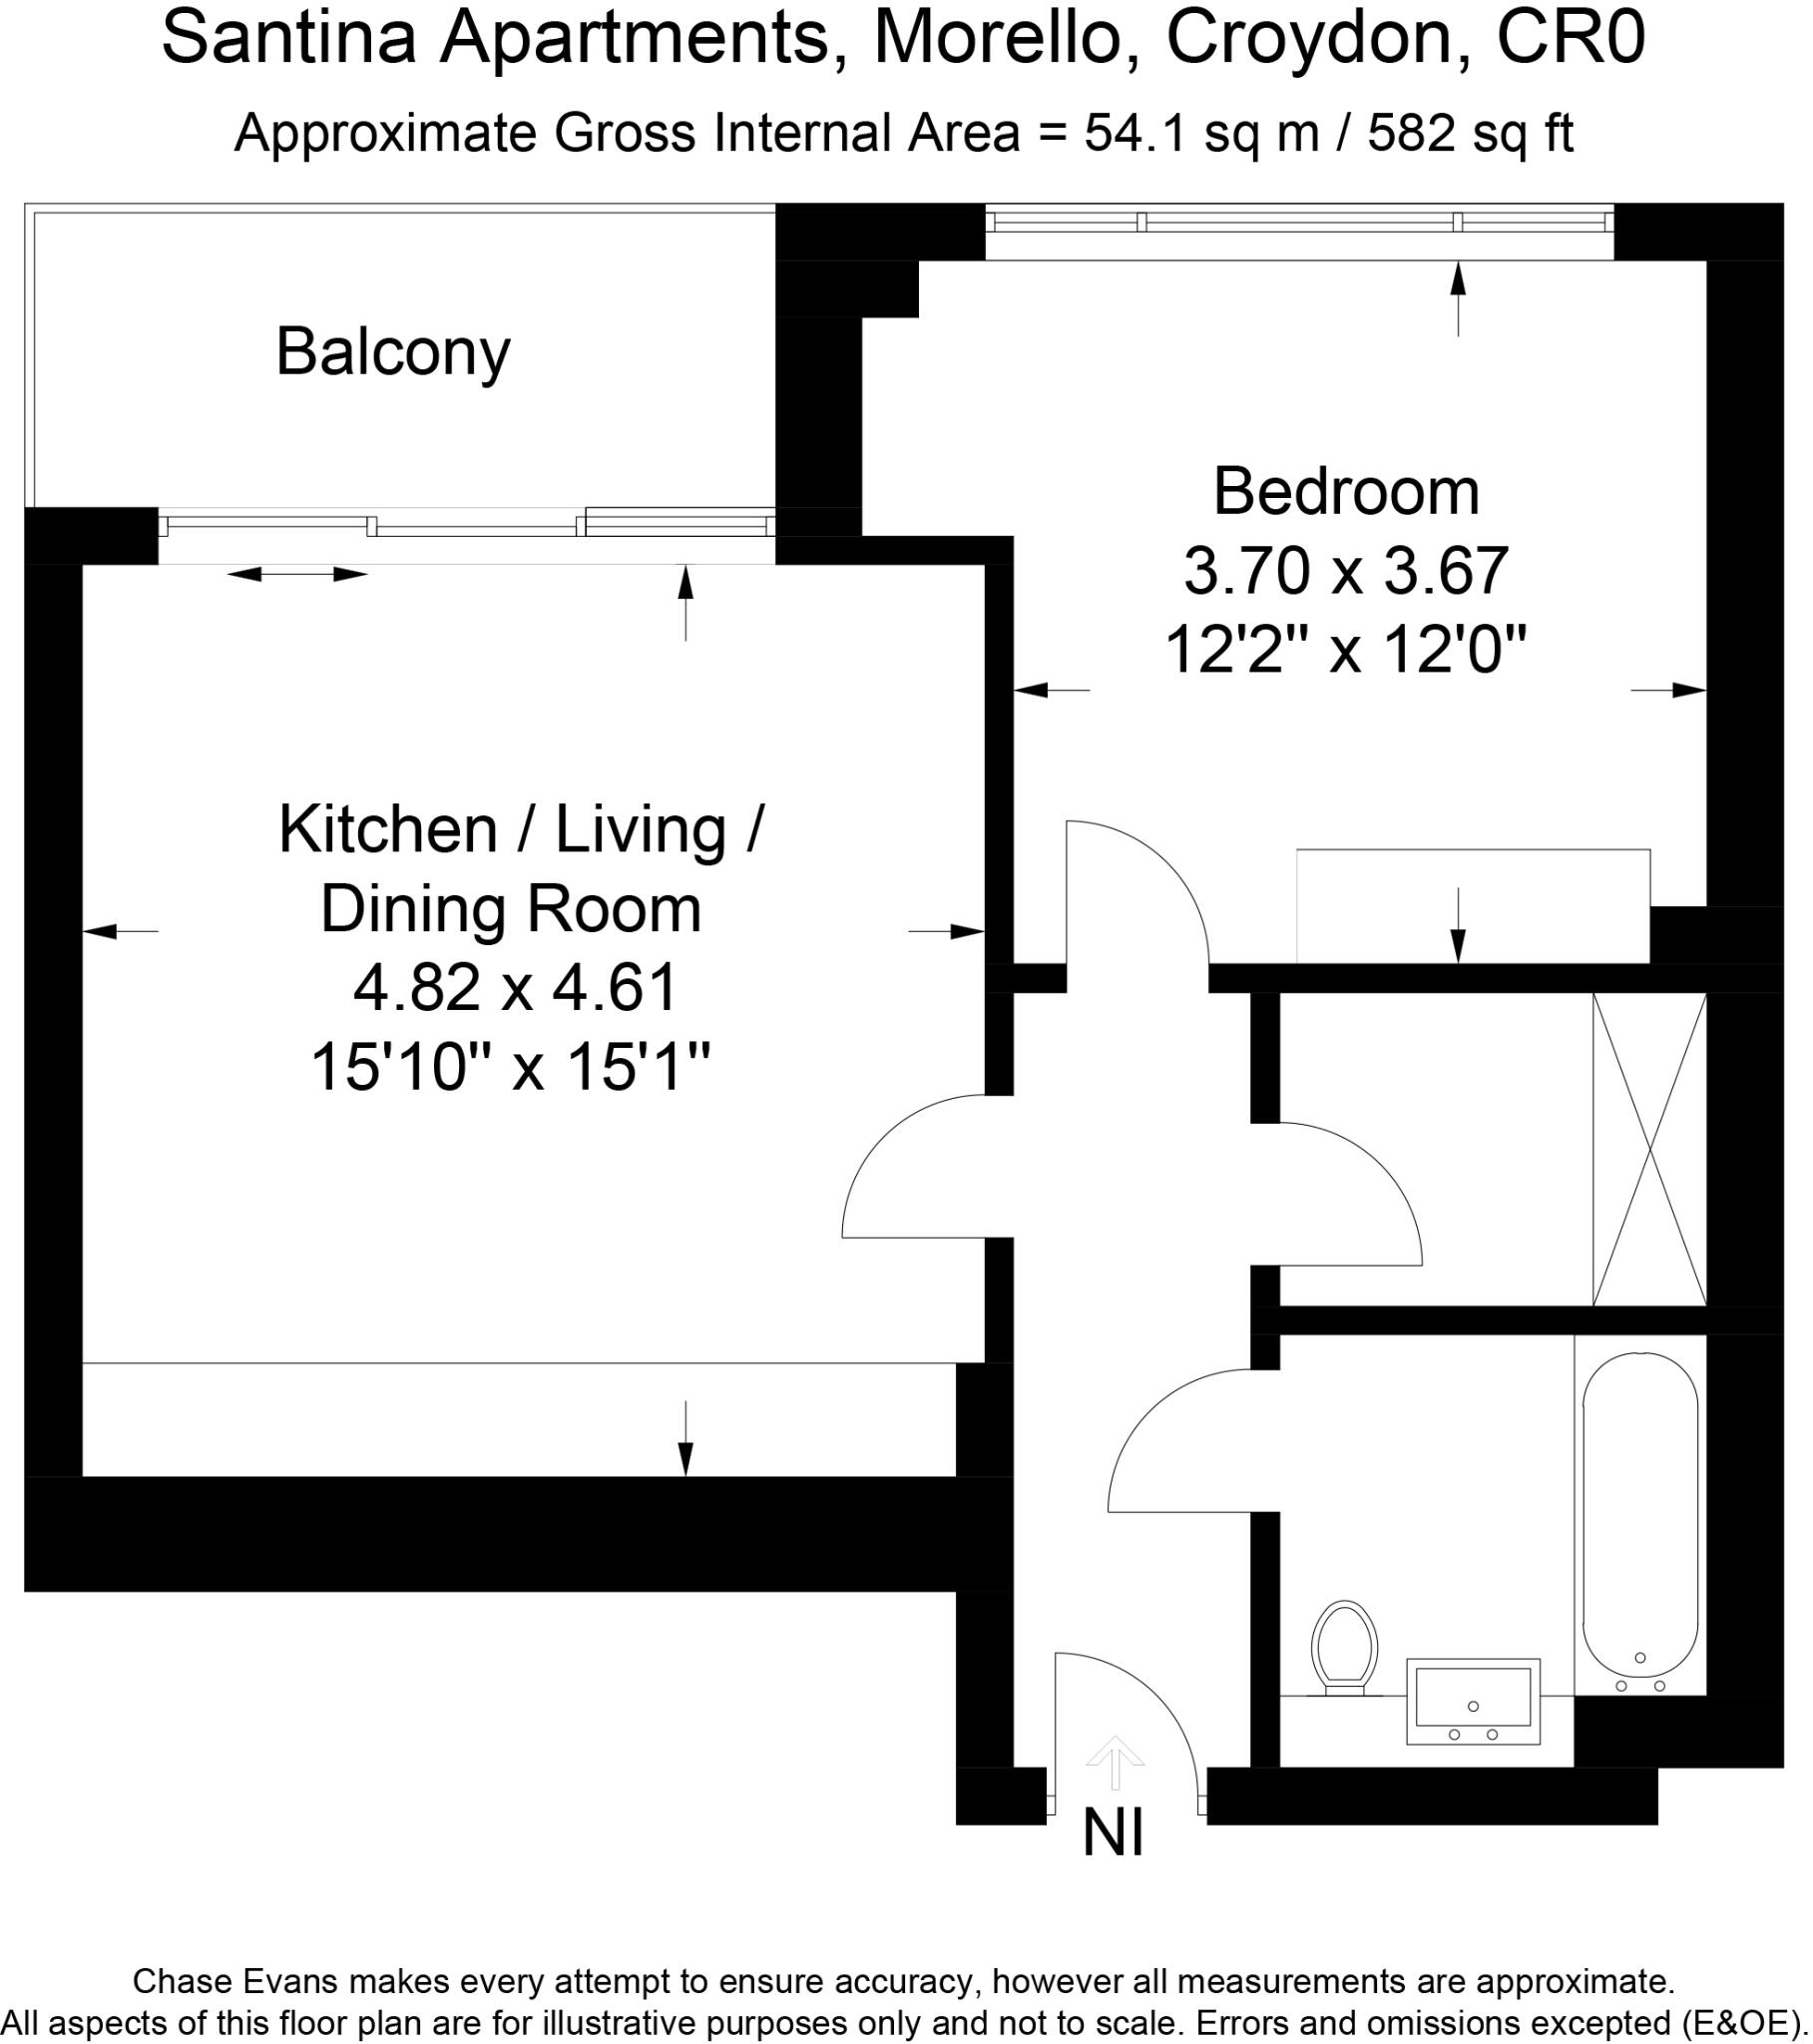 Santina Apartments, Morello, Croydon, CR0
Approximate Gross Internal Area = 54.1 sq m / 582 sq ft
Balcony
Bedroom
3.70 x 3.67
12'2" x 12'0"
Kitchen / Living /
Dining Room
4.82 x 4.61
15'10" x 15'1"
NI
Chase Evans makes every attempt to ensure accuracy, however all measurements are approximate.
All aspects of this floor plan are for illustrative purposes only and not to scale. Errors and omissions excepted (E&OE).